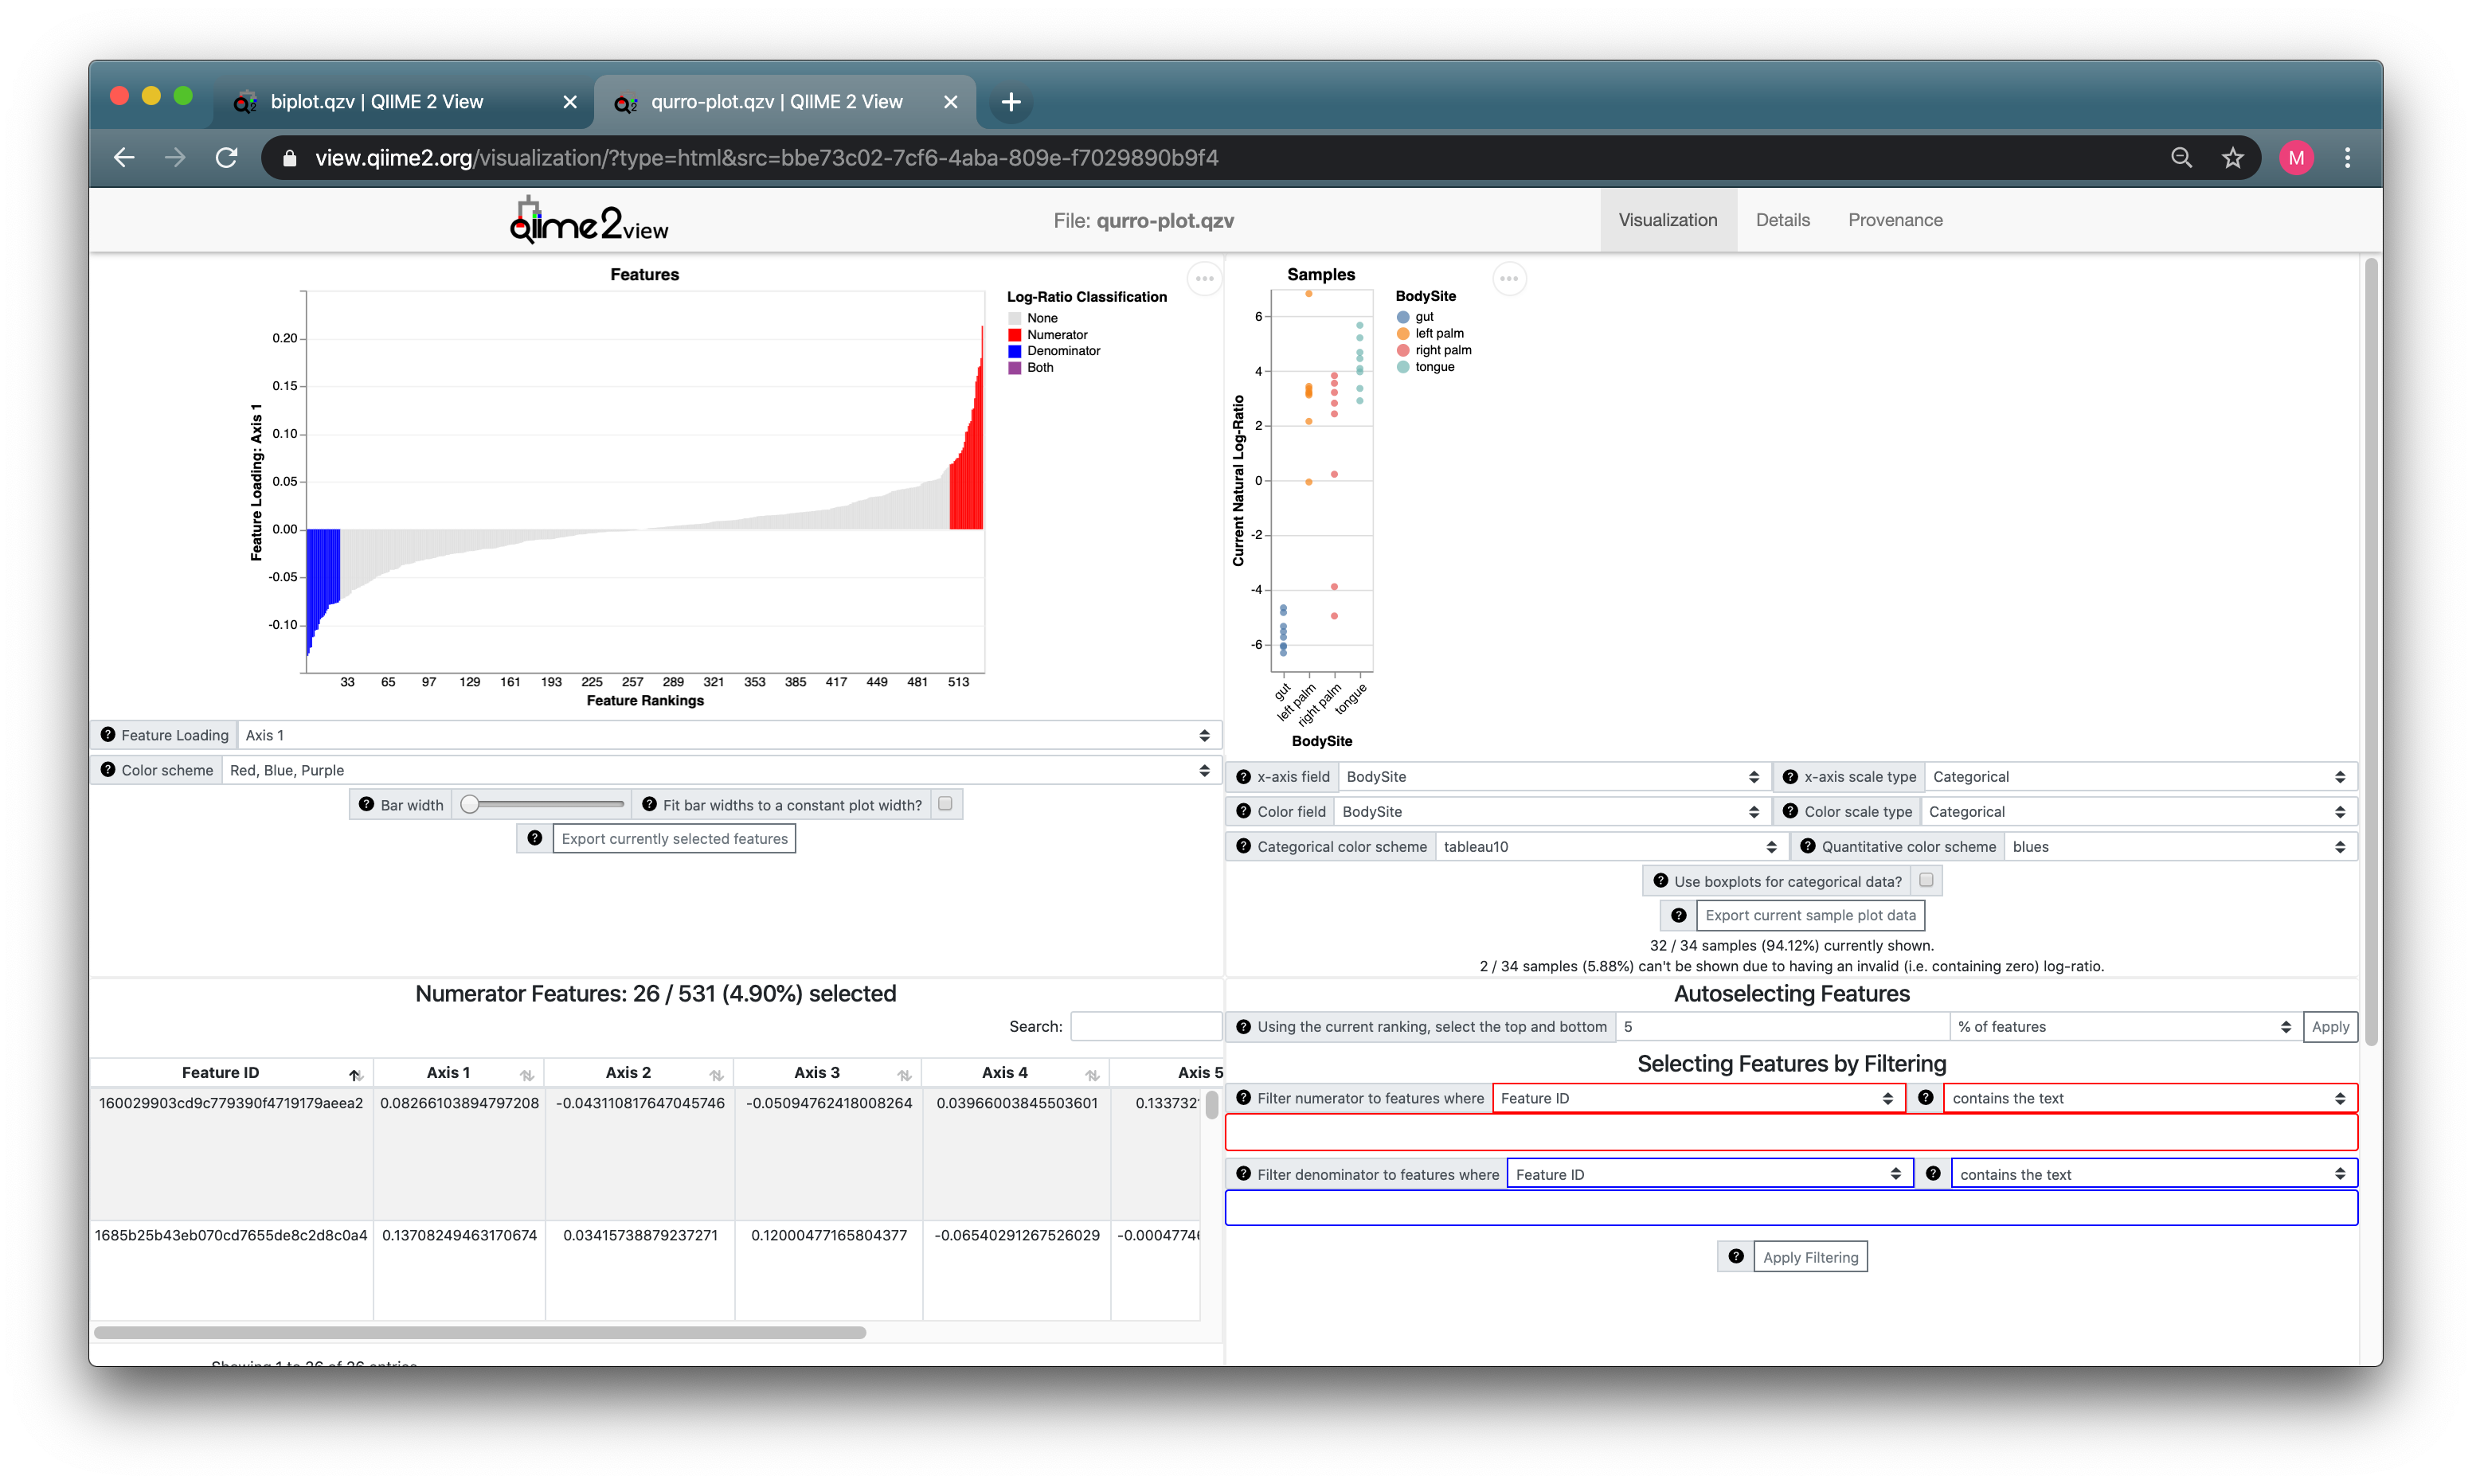 biplot.qzv | QIIME 2 View
qurro-plot.qzv | QIIME 2 View
view.qiime2.org/visualization/?type=html&src=bbe73c02-7cf6-4aba-809e-f7029890b9f4
M
qiime2view
File: qurro-plot.qzv
Visualization
Details
Provenance
Features
0.20
0.15
0.10
0.05
0.00
-0.05
-0.10
Feature Loading: Axis 1
33 65 97 129 161 193 225 257 289 321 353 385 417 449 481 513
Feature Rankings
Log-Ratio Classification
None
Numerator
Denominator
Both
Samples
6
4
2
0
-2
-4
-6
Current Natural Log-Ratio
gut
left palm
right palm
tongue
BodySite
BodySite
gut
left palm
right palm
tongue
? Feature Loading Axis 1
? Color scheme Red, Blue, Purple
? Bar width ? Fit bar widths to a constant plot width?
? Export currently selected features
? x-axis field BodySite ? x-axis scale type Categorical
? Color field BodySite ? Color scale type Categorical
? Categorical color scheme tableau10 ? Quantitative color scheme blues
? Use boxplots for categorical data?
? Export current sample plot data
32 / 34 samples (94.12%) currently shown.
2 / 34 samples (5.88%) can't be shown due to having an invalid (i.e. containing zero) log-ratio.
Numerator Features: 26 / 531 (4.90%) selected
Search:
Feature ID Axis 1 Axis 2 Axis 3 Axis 4 Axis 5
160029903cd9c779390f4719179aeea2 0.08266103894797208 -0.043110817647045746 -0.05094762418008264 0.03966003845503601 0.133732
1685b25b43eb070cd7655de8c2d8c0a4 0.13708249463170674 0.03415738879237271 0.12000477165804377 -0.06540291267526029 -0.0004774
Showing 1 to 26 of 26 entries
Autoselecting Features
? Using the current ranking, select the top and bottom 5 % of features Apply
Selecting Features by Filtering
? Filter numerator to features where Feature ID ? contains the text
? Filter denominator to features where Feature ID ? contains the text
? Apply Filtering